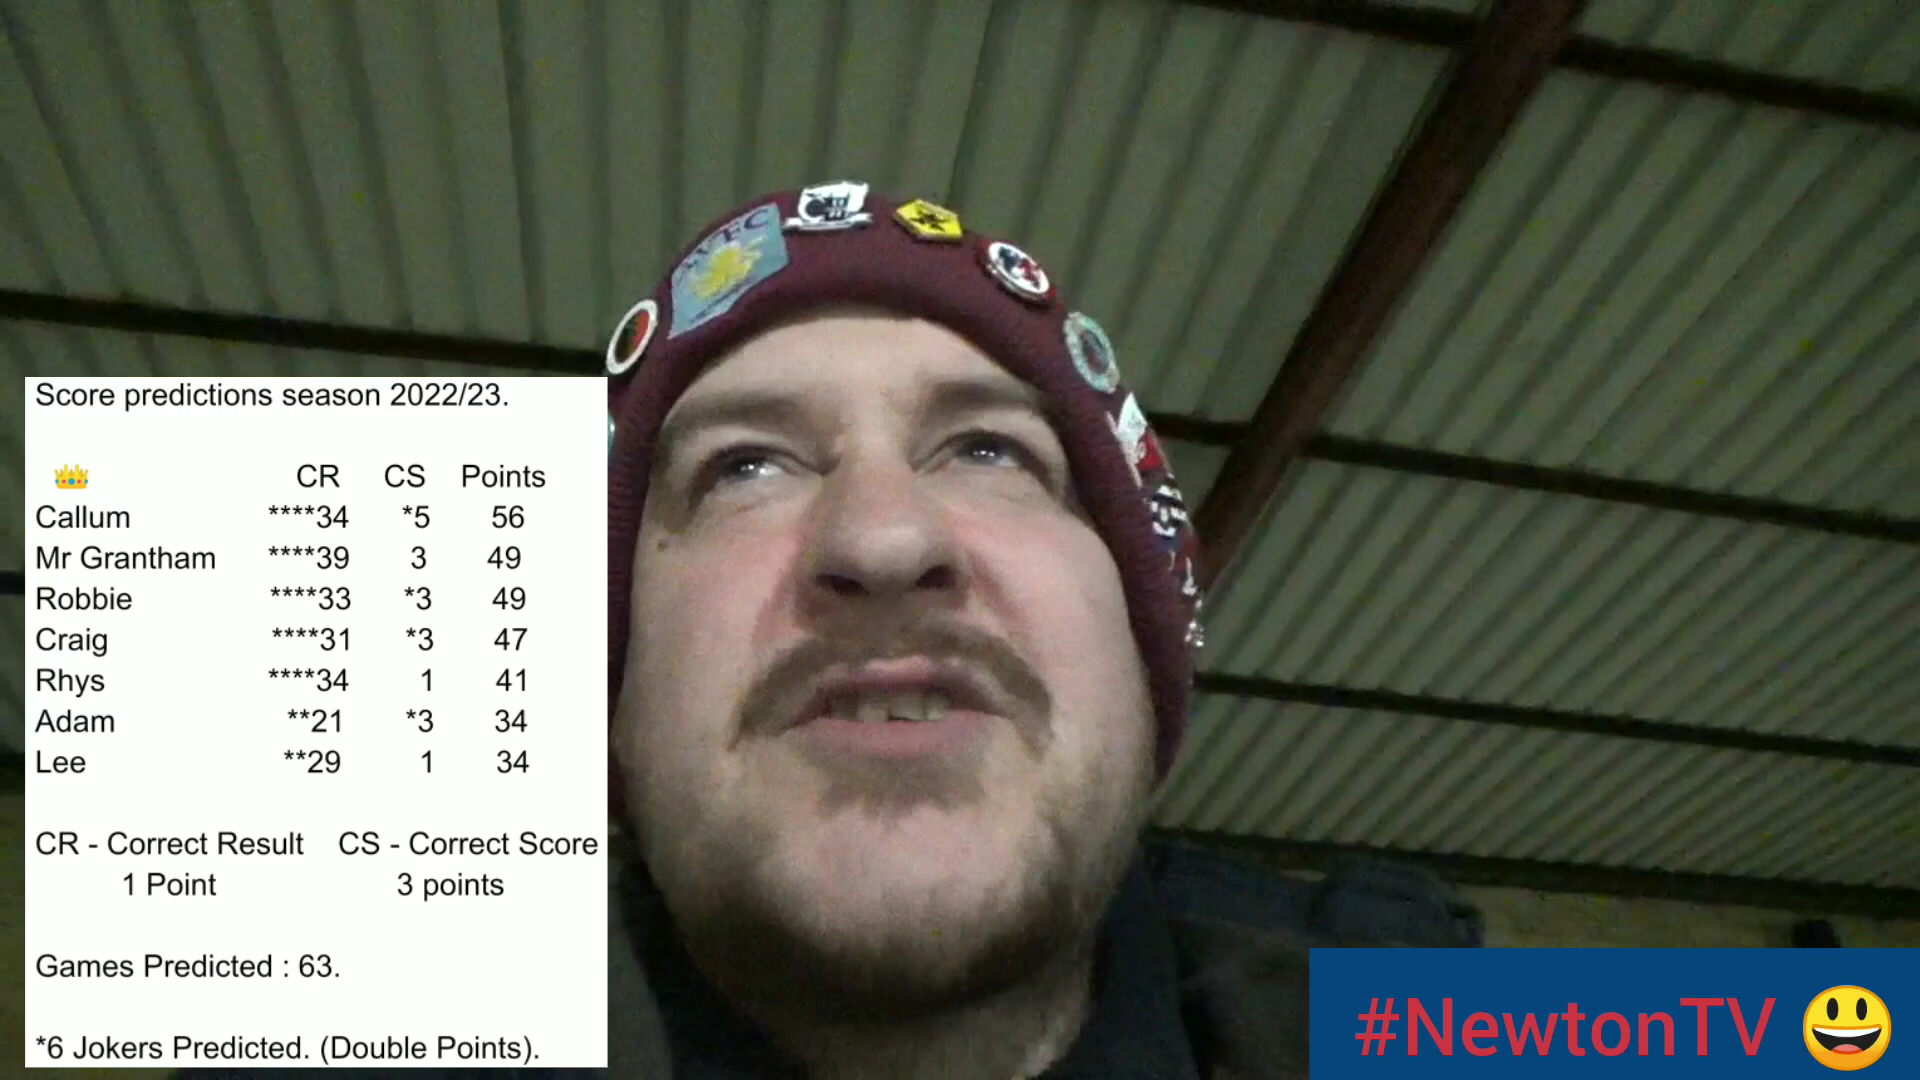 Score predictions season 2022/23.
👑 CR CS Points
Callum ****34 *5 56
Mr Grantham ****39 3 49
Robbie ****33 *3 49
Craig ****31 *3 47
Rhys ****34 1 41
Adam **21 *3 34
Lee **29 1 34
CR - Correct Result CS - Correct Score
1 Point 3 points
Games Predicted : 63.
*6 Jokers Predicted. (Double Points).
AVFC
#NewtonTV 😃